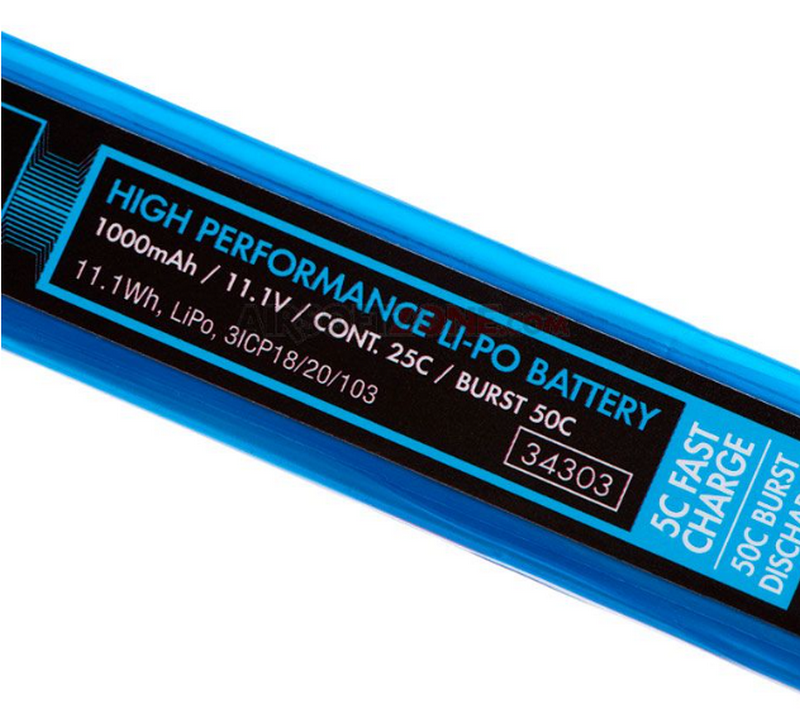 HIGH PERFORMANCE LI-PO BATTERY
1000mAh / 11.1V / CONT. 25C / BURST 50C
11.1Wh, LiPo, 3ICP18/20/103
34303
5C FAST
CHARGE
50C BURST